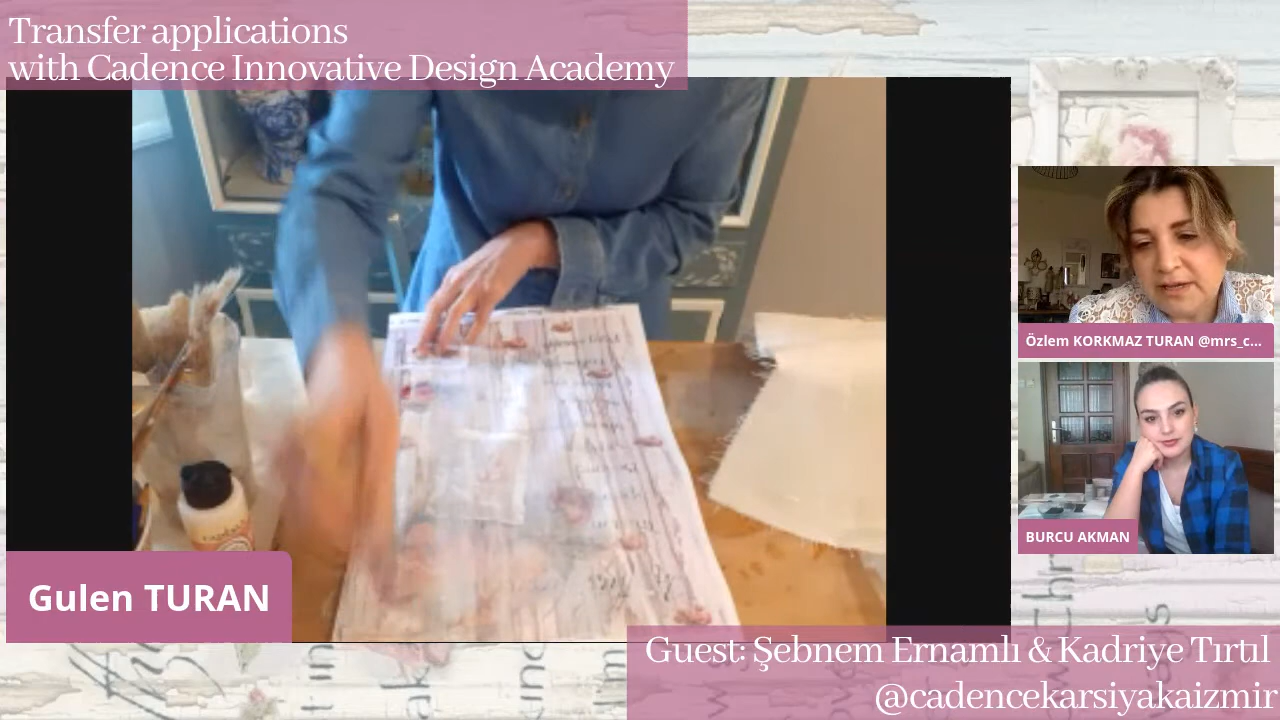 Transfer applications
with Cadence Innovative Design Academy
Özlem KORKMAZ TURAN @mrs_c...
BURCU AKMAN
Gulen TURAN
Guest: Şebnem Ernamlı & Kadriye Tırtıl
@cadencekarsiyakaizmir